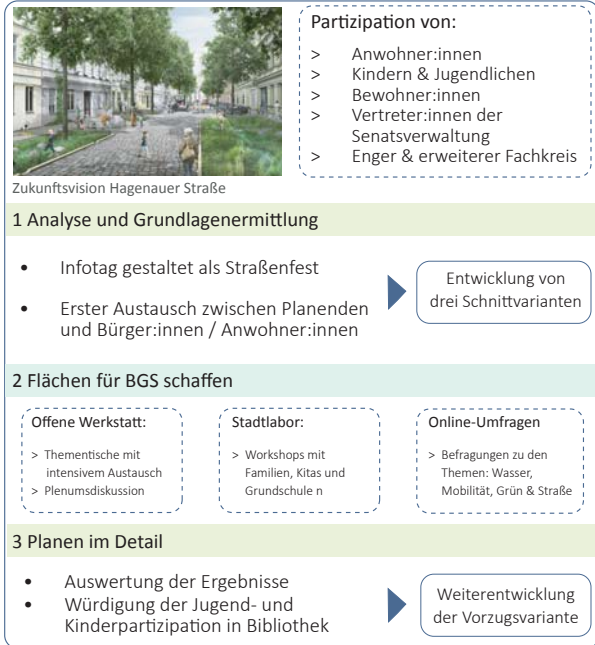 Partizipation von:
> Anwohner:innen
> Kindern & Jugendlichen
> Bewohner:innen
> Vertreter:innen der
Senatsverwaltung
> Enger & erweiterer Fachkreis
Zukunftsvision Hagenauer Straße
1 Analyse und Grundlagenermittlung
• Infotag gestaltet als Straßenfest
• Erster Austausch zwischen Planenden
und Bürger:innen / Anwohner:innen
Entwicklung von
drei Schnittvarianten
2 Flächen für BGS schaffen
Offene Werkstatt:
> Thementische mit
intensivem Austausch
> Plenumsdiskussion
Stadtlabor:
> Workshops mit
Familien, Kitas und
Grundschule n
Online-Umfragen
> Befragungen zu den
Themen: Wasser,
Mobilität, Grün & Straße
3 Planen im Detail
• Auswertung der Ergebnisse
• Würdigung der Jugend- und
Kinderpartizipation in Bibliothek
Weiterentwicklung
der Vorzugsvariante